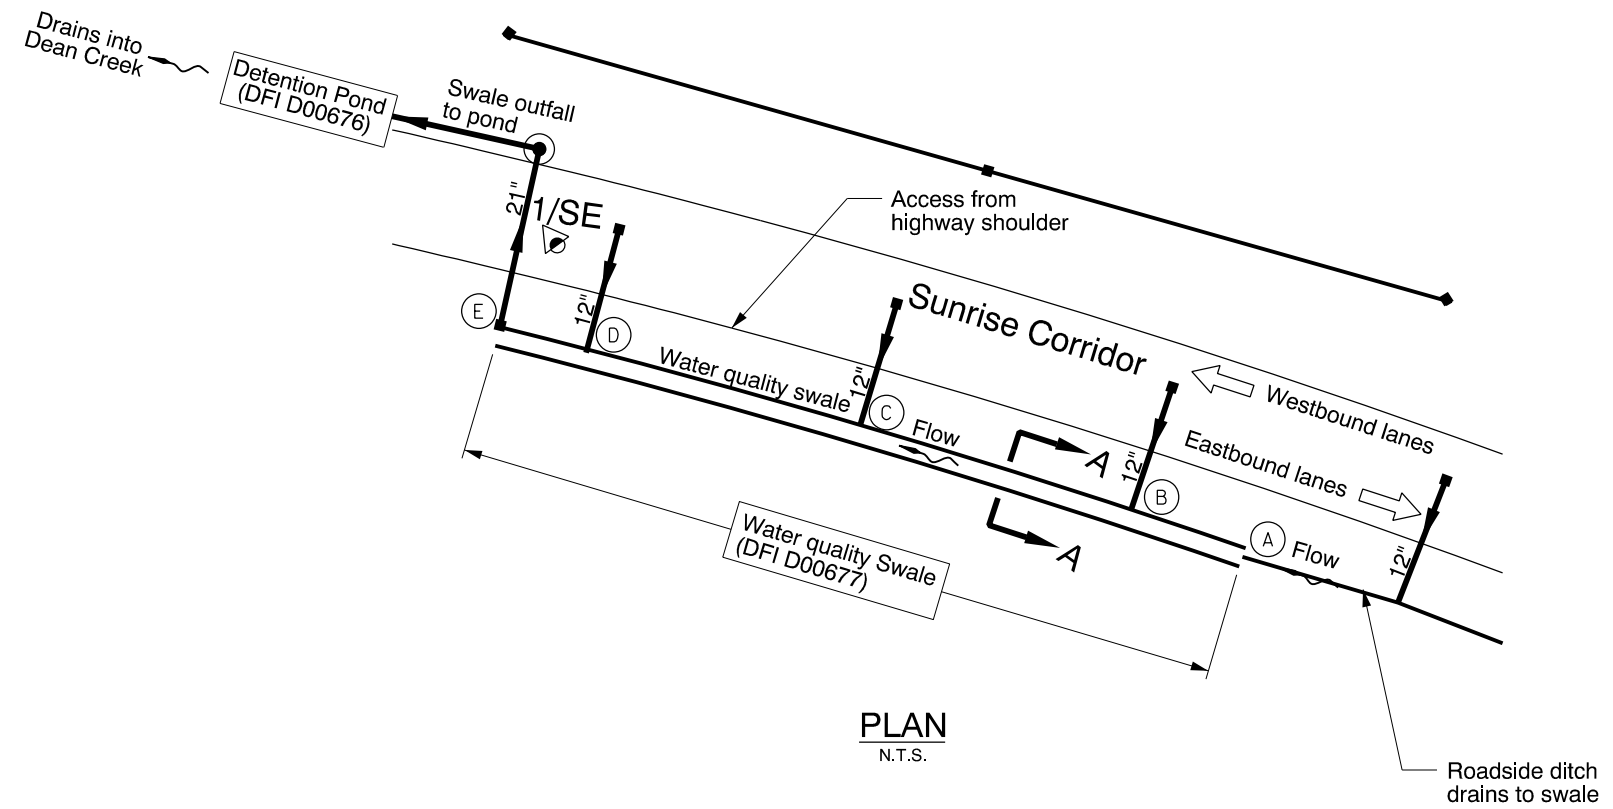 Drains into
Dean Creek
Detention Pond
(DFI D00676)
Swale outfall
to pond
21"
1/SE
12"
E
D
Access from
highway shoulder
Water quality swale
12"
C
Sunrise Corridor
Flow
A
A
12"
B
Westbound lanes
Eastbound lanes
A
Flow
12"
Water quality Swale
(DFI D00677)
Roadside ditch
drains to swale
PLAN
N.T.S.